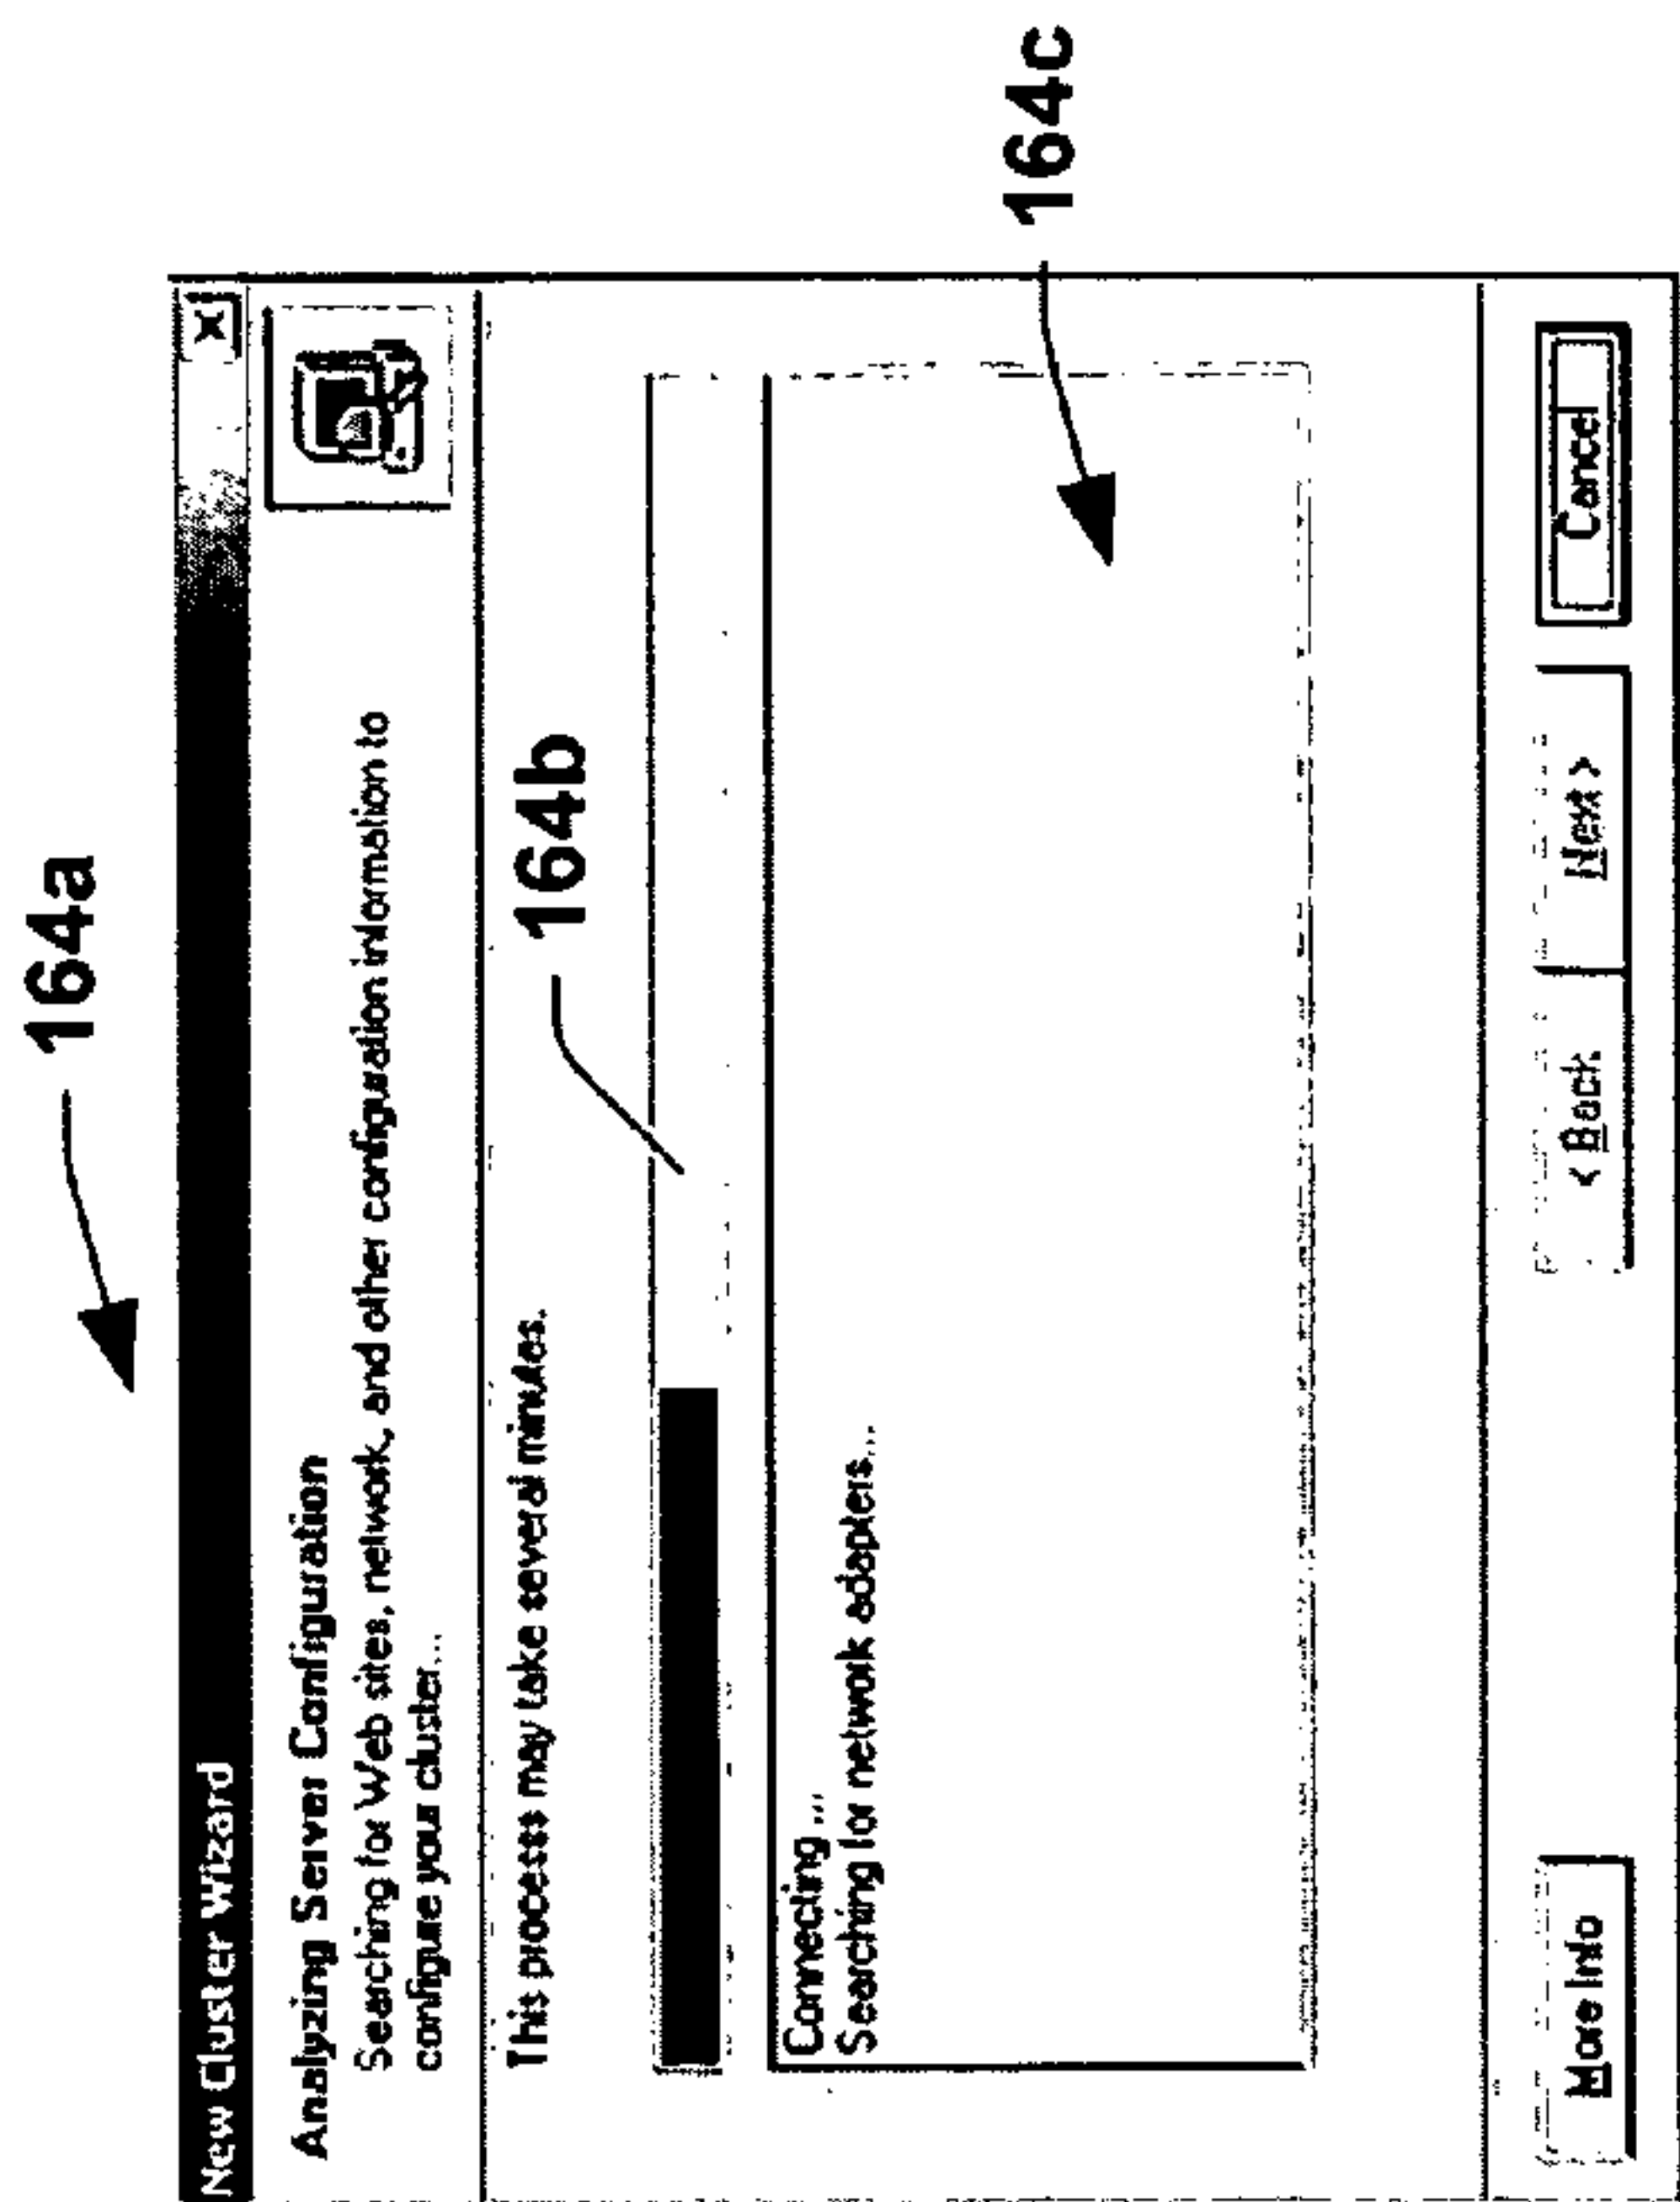 164a
New Cluster Wizard
Analyzing Server Configuration
Searching for Web sites, network, and other configuration information to
configure your cluster...
This process may take several minutes.
164b
Connecting ...
Searching for network adapters...
164c
More Info
< Back
Next >
Cancel